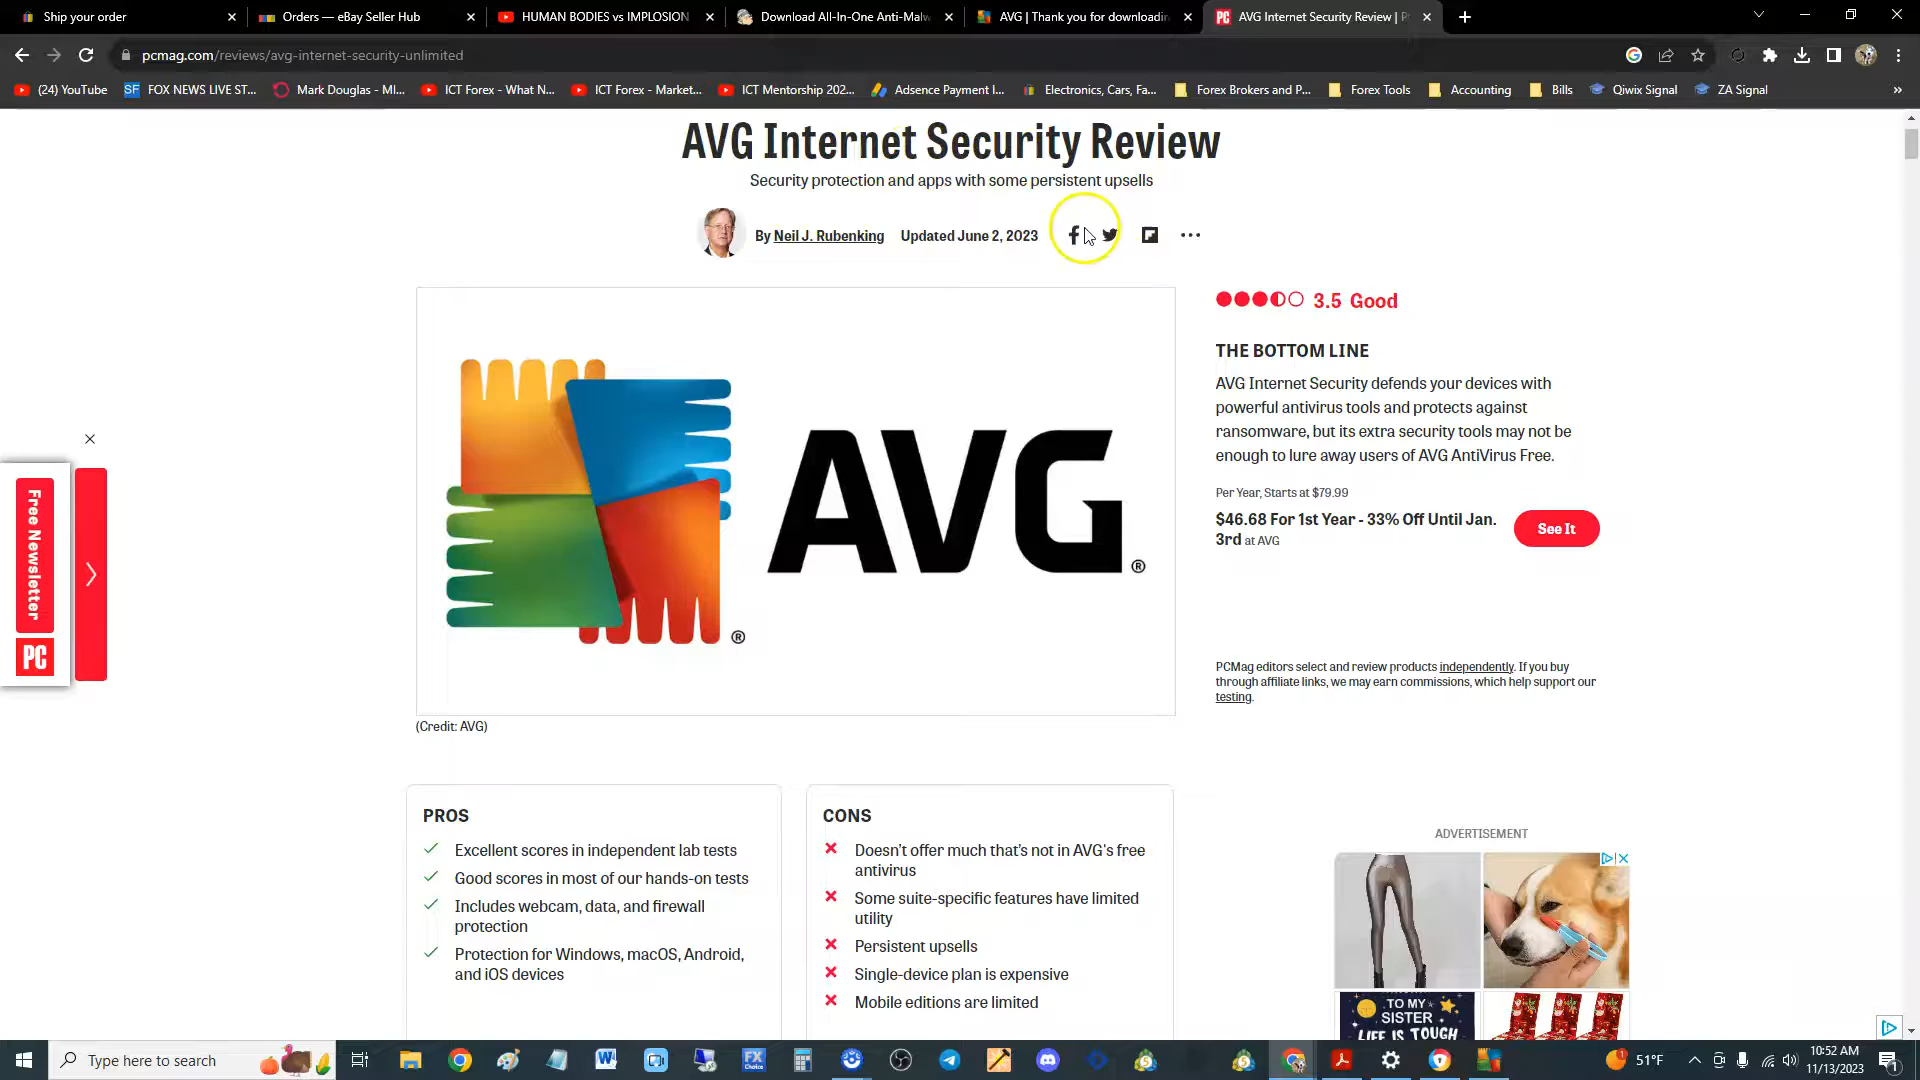 Ship your order
Orders — eBay Seller Hub
HUMAN BODIES vs IMPLOSION
Download All-In-One Anti-Malw
AVG | Thank you for downloadin
AVG Internet Security Review | P
pcmag.com/reviews/avg-internet-security-unlimited
(24) YouTube
FOX NEWS LIVE ST...
Mark Douglas - MI...
ICT Forex - What N...
ICT Forex - Market...
ICT Mentorship 202...
Adsence Payment I...
Electronics, Cars, Fa...
Forex Brokers and P...
Forex Tools
Accounting
Bills
Qiwix Signal
ZA Signal
»
AVG Internet Security Review
Security protection and apps with some persistent upsells
By Neil J. Rubenking Updated June 2, 2023
AVG®
®
(Credit: AVG)
3.5 Good
THE BOTTOM LINE
AVG Internet Security defends your devices with
powerful antivirus tools and protects against
ransomware, but its extra security tools may not be
enough to lure away users of AVG AntiVirus Free.
Per Year, Starts at $79.99
$46.68 For 1st Year - 33% Off Until Jan.
3rd at AVG
See It
PCMag editors select and review products independently. If you buy
through affiliate links, we may earn commissions, which help support our
testing.
Free Newsletter
PC
PROS
Excellent scores in independent lab tests
Good scores in most of our hands-on tests
Includes webcam, data, and firewall
protection
Protection for Windows, macOS, Android,
and iOS devices
CONS
Doesn't offer much that's not in AVG's free
antivirus
Some suite-specific features have limited
utility
Persistent upsells
Single-device plan is expensive
Mobile editions are limited
ADVERTISEMENT
TO MY
SISTER
LIFE IS TOUGH
Type here to search
51°F
10:52 AM
11/13/2023